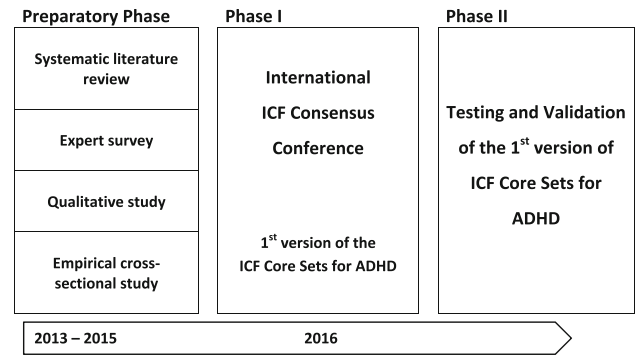 Preparatory Phase
Systematic literature
review
Expert survey
Qualitative study
Empirical cross-
sectional study
Phase I
International
ICF Consensus
Conference
1st version of the
ICF Core Sets for ADHD
Phase II
Testing and Validation
of the 1st version of
ICF Core Sets for
ADHD
2013 – 2015
2016